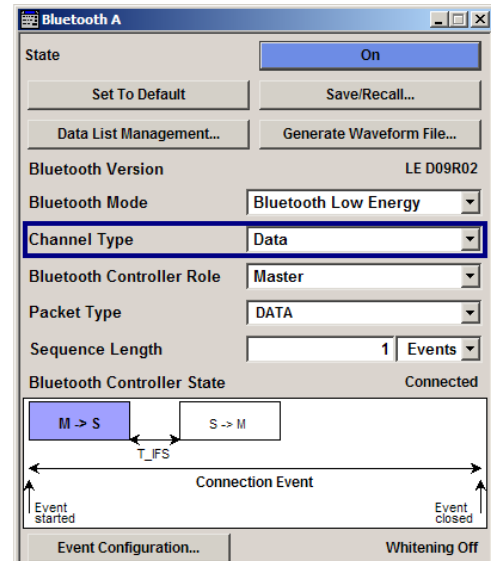 Bluetooth A
State On
Set To Default Save/Recall...
Data List Management... Generate Waveform File...
Bluetooth Version LE D09R02
Bluetooth Mode Bluetooth Low Energy
Channel Type Data
Bluetooth Controller Role Master
Packet Type DATA
Sequence Length 1 Events
Bluetooth Controller State Connected
M -> S S -> M
T_IFS
Connection Event
Event started Event closed
Event Configuration... Whitening Off